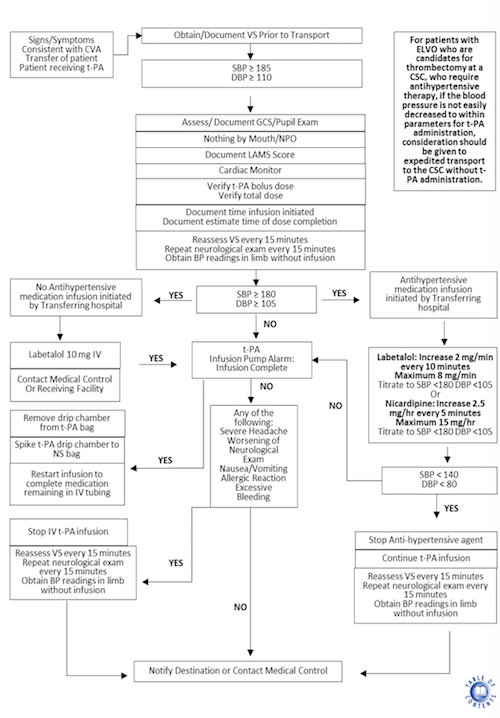 Signs/Symptoms
Consistent with CVA
Transfer of patient
Patient receiving t-PA
Obtain/Document VS Prior to Transport
SBP ≥ 185
DBP ≥ 110
For patients with
ELVO who are
candidates for
thrombectomy at a
CSC, who require
antihypertensive
therapy, if the blood
pressure is not easily
decreased to within
parameters for t-PA
administration,
consideration should
be given to
expedited transport
to the CSC without t-
PA administration.
Assess/ Document GCS/Pupil Exam
Nothing by Mouth/NPO
Document LAMS Score
Cardiac Monitor
Verify t-PA bolus dose
Verify total dose
Document time infusion initiated
Document estimate time of dose completion
Reassess VS every 15 minutes
Repeat neurological exam every 15 minutes
Obtain BP readings in limb without infusion
No Antihypertensive
medication infusion initiated
by Transferring hospital
YES
SBP ≥ 180
DBP ≥ 105
YES
Antihypertensive
medication infusion
initiated by Transferring
hospital
NO
Labetalol 10 mg IV
Contact Medical Control
Or Receiving Facility
YES
t-PA
Infusion Pump Alarm:
Infusion Complete
Labetalol: Increase 2 mg/min
every 10 minutes
Maximum 8 mg/min
Titrate to SBP <180 DBP <105
Or
Nicardipine: Increase 2.5
mg/hr every 5 minutes
Maximum 15 mg/hr
Titrate to SBP <180 DBP <105
NO
NO
Remove drip chamber
from t-PA bag
Spike t-PA drip chamber to
NS bag
Restart infusion to
complete medication
remaining in IV tubing
YES
Any of the
following:
Severe Headache
Worsening of
Neurological
Exam
Nausea/Vomiting
Allergic Reaction
Excessive
Bleeding
SBP < 140
DBP < 80
YES
Stop IV t-PA infusion
Reassess VS every 15 minutes
Repeat neurological exam
every 15 minutes
Obtain BP readings in limb
without infusion
YES
Stop Anti-hypertensive agent
Continue t-PA infusion
Reassess VS every 15 minutes
Repeat neurological exam every
15 minutes
Obtain BP readings in limb
without infusion
NO
Notify Destination or Contact Medical Control
TABLE OF
CONTENTS